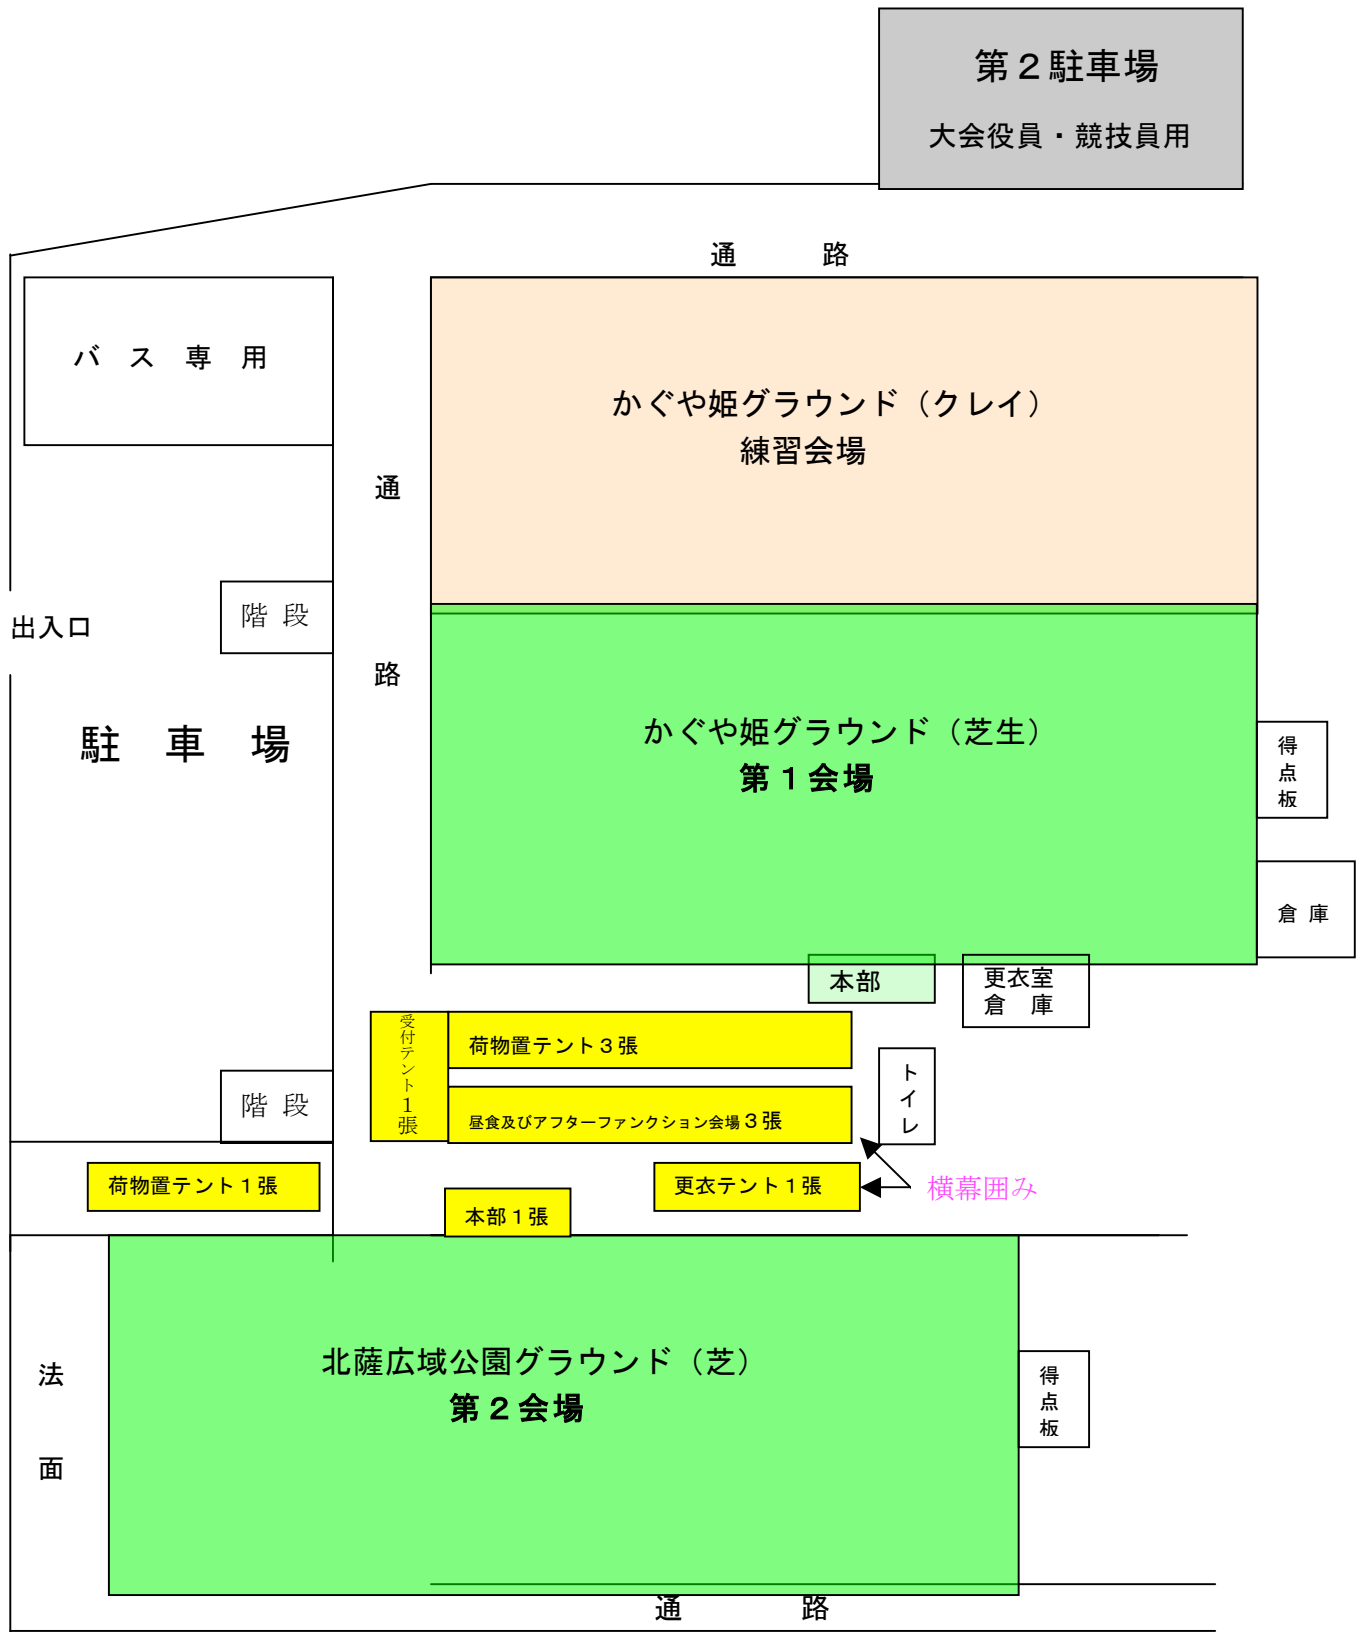 第２駐車場
大会役員・競技員用
通　路
バ ス 専 用
かぐや姫グラウンド（クレイ）
練習会場
通
路
階 段
出入口
駐 車 場
かぐや姫グラウンド（芝生）
第１会場
得
点
板
倉 庫
本部
更衣室
倉　庫
受付テント１張
荷物置テント３張
昼食及びアフターファンクション会場３張
トイレ
階 段
荷物置テント１張
更衣テント１張
横幕囲み
本部１張
北薩広域公園グラウンド（芝）
第２会場
法
面
得
点
板
通　路